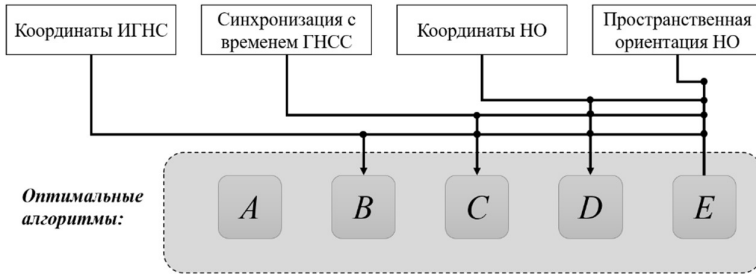 Координаты ИГНС
Синхронизация с
временем ГНСС
Координаты НО
Пространственная
ориентация НО
Оптимальные
алгоритмы:
A
B
C
D
E